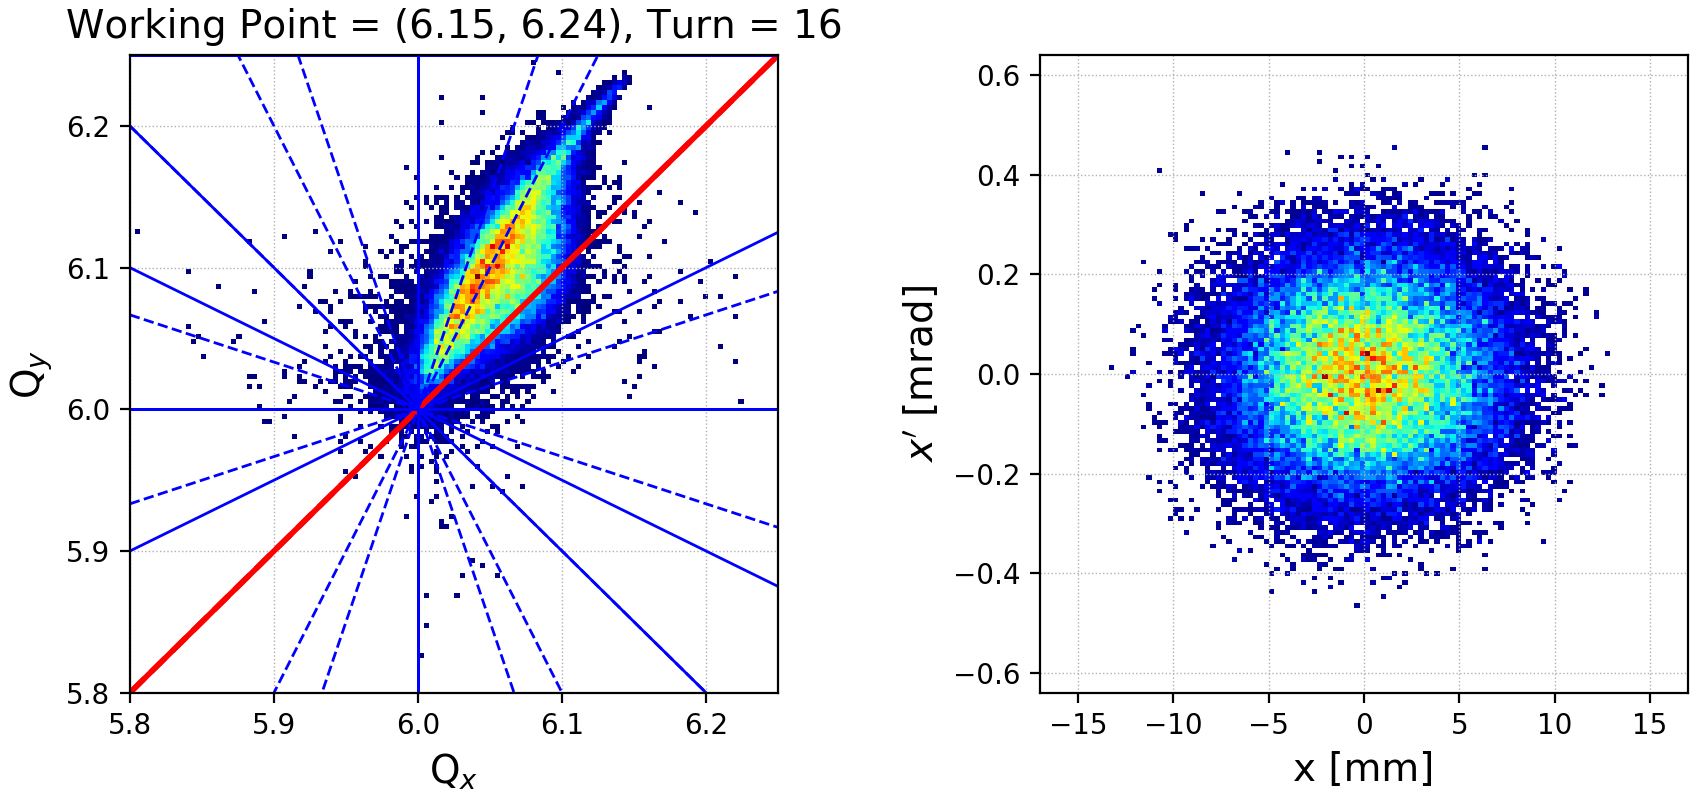 Working Point = (6.15, 6.24), Turn = 16
6.2
6.1
6.0
5.9
5.8
Q_y
5.8 5.9 6.0 6.1 6.2
Q_x
0.6
0.4
0.2
0.0
−0.2
−0.4
−0.6
x′ [mrad]
−15 −10 −5 0 5 10 15
x [mm]